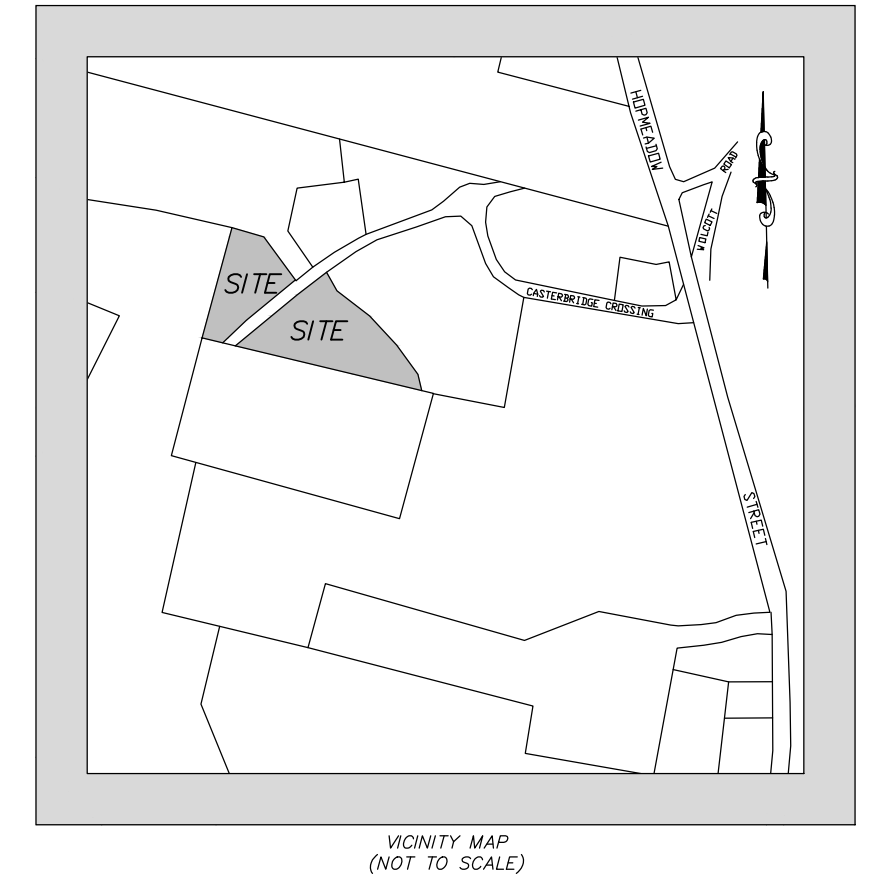 HOPMEADOW
WOLCOTT
ROAD
SITE
SITE
CASTERBRIDGE CROSSING
STREET
VICINITY MAP
(NOT TO SCALE)